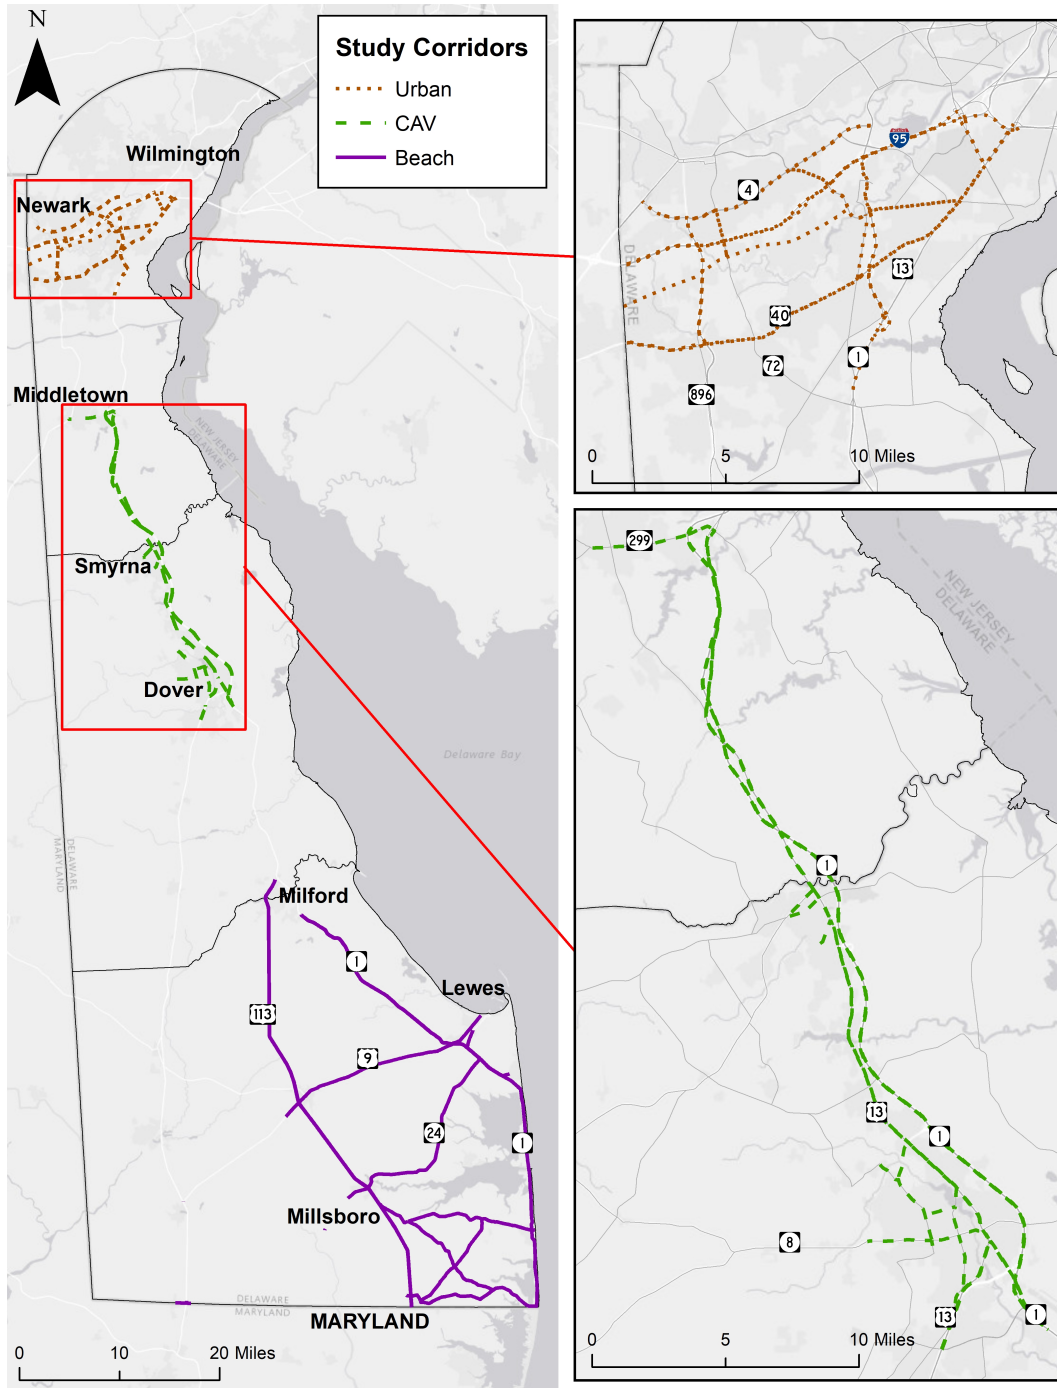 N
Study Corridors
Urban
CAV
Beach
Wilmington
Newark
Middletown
NEW JERSEY
DELAWARE
Smyrna
Dover
Delaware Bay
DELAWARE
MARYLAND
Milford
1
Lewes
113
9
24
1
Millsboro
DELAWARE
MARYLAND
MARYLAND
0
10
20 Miles
95
4
DELAWARE
13
40
72
1
896
0
5
10 Miles
299
NEW JERSEY
DELAWARE
1
13
1
8
13
1
0
5
10 Miles